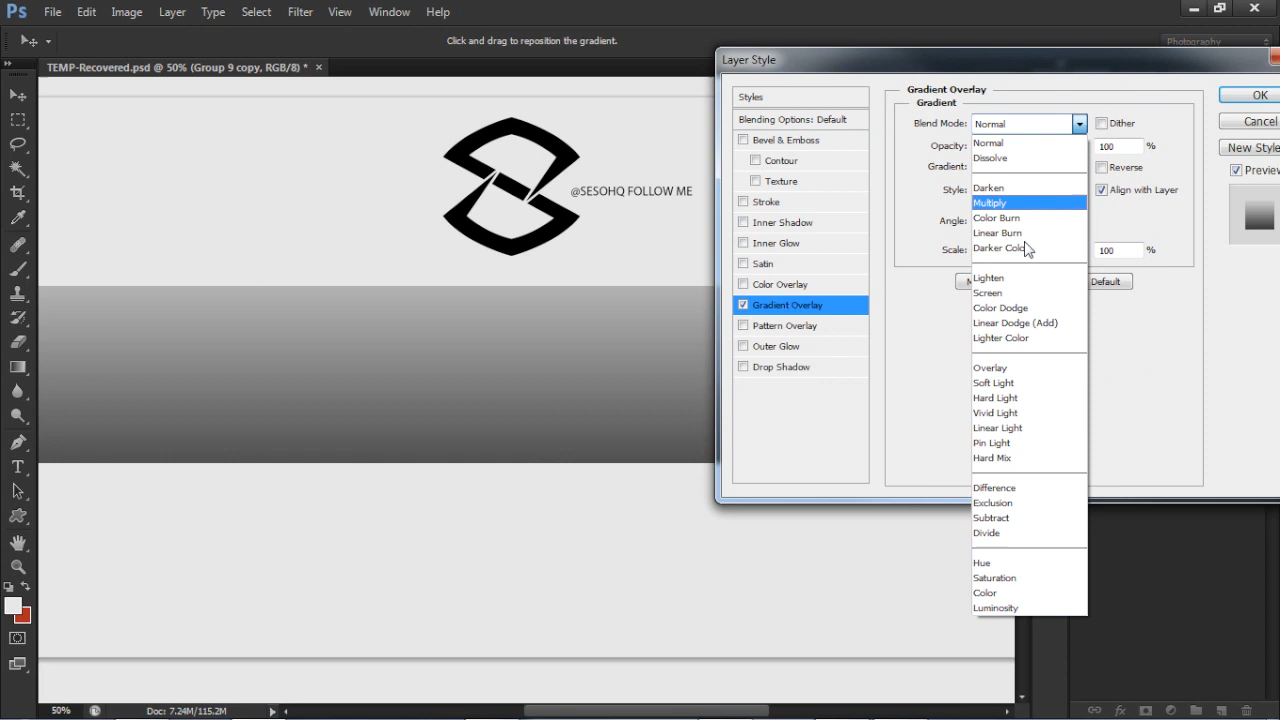 Ps File Edit Image Layer Type Select Filter View Window Help
Click and drag to reposition the gradient.
Photography
TEMP-Recovered.psd @ 50% (Group 9 copy, RGB/8) * ×
@SESOHQ FOLLOW ME
Layer Style
Styles
Blending Options: Default
Bevel & Emboss
Contour
Texture
Stroke
Inner Shadow
Inner Glow
Satin
Color Overlay
Gradient Overlay
Pattern Overlay
Outer Glow
Drop Shadow
Gradient Overlay
Gradient
Blend Mode: Normal Dither
Opacity: 100 %
Gradient: Reverse
Style: Align with Layer
Angle:
Scale: 100 %
Default
Normal
Dissolve
Darken
Multiply
Color Burn
Linear Burn
Darker Color
Lighten
Screen
Color Dodge
Linear Dodge (Add)
Lighter Color
Overlay
Soft Light
Hard Light
Vivid Light
Linear Light
Pin Light
Hard Mix
Difference
Exclusion
Subtract
Divide
Hue
Saturation
Color
Luminosity
OK
Cancel
New Style
Preview
50% Doc: 7.24M/115.2M